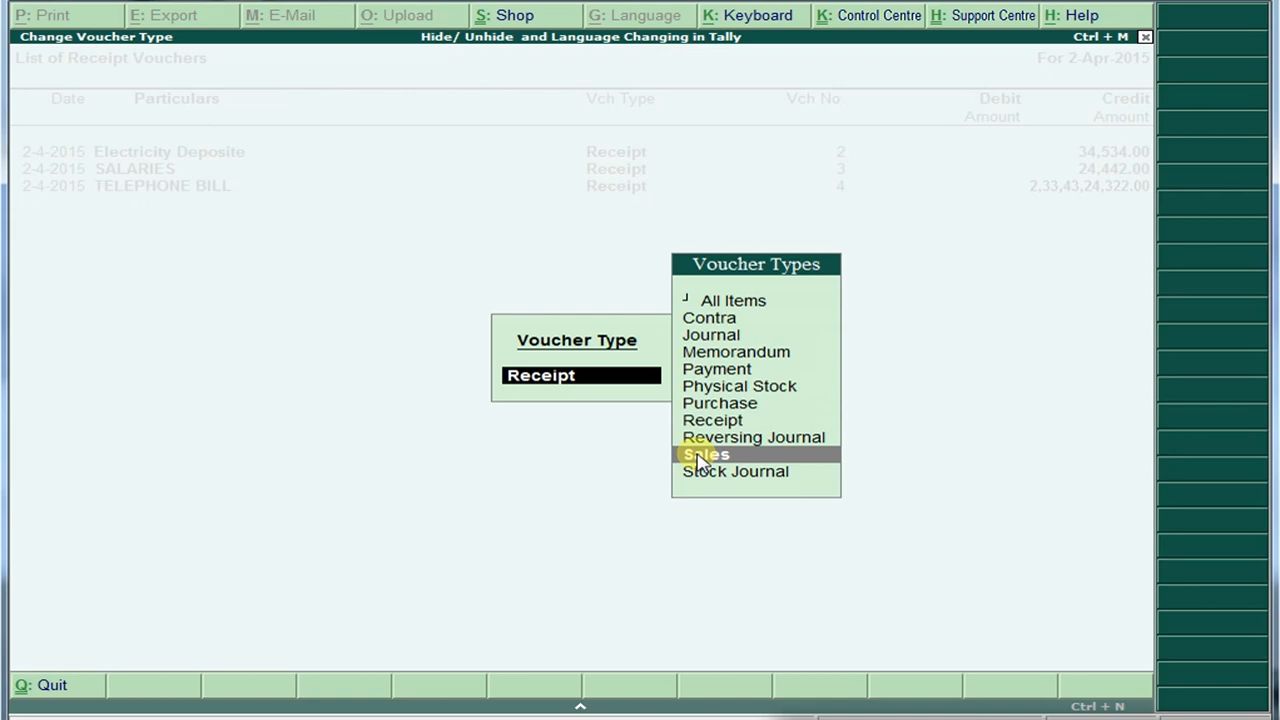 P: Print E: Export M: E-Mail O: Upload S: Shop G: Language K: Keyboard K: Control Centre H: Support Centre H: Help
Change Voucher Type Hide/ Unhide and Language Changing in Tally Ctrl + M
List of Receipt Vouchers For 2-Apr-2015
Date Particulars Vch Type Vch No Debit Credit
Amount Amount
2-4-2015 Electricity Deposite Receipt 2 34,534.00
2-4-2015 SALARIES Receipt 3 24,442.00
2-4-2015 TELEPHONE BILL Receipt 4 2,33,43,24,322.00
Voucher Type
Receipt
Voucher Types
All Items
Contra
Journal
Memorandum
Payment
Physical Stock
Purchase
Receipt
Reversing Journal
Sales
Stock Journal
Q: Quit
Ctrl + N